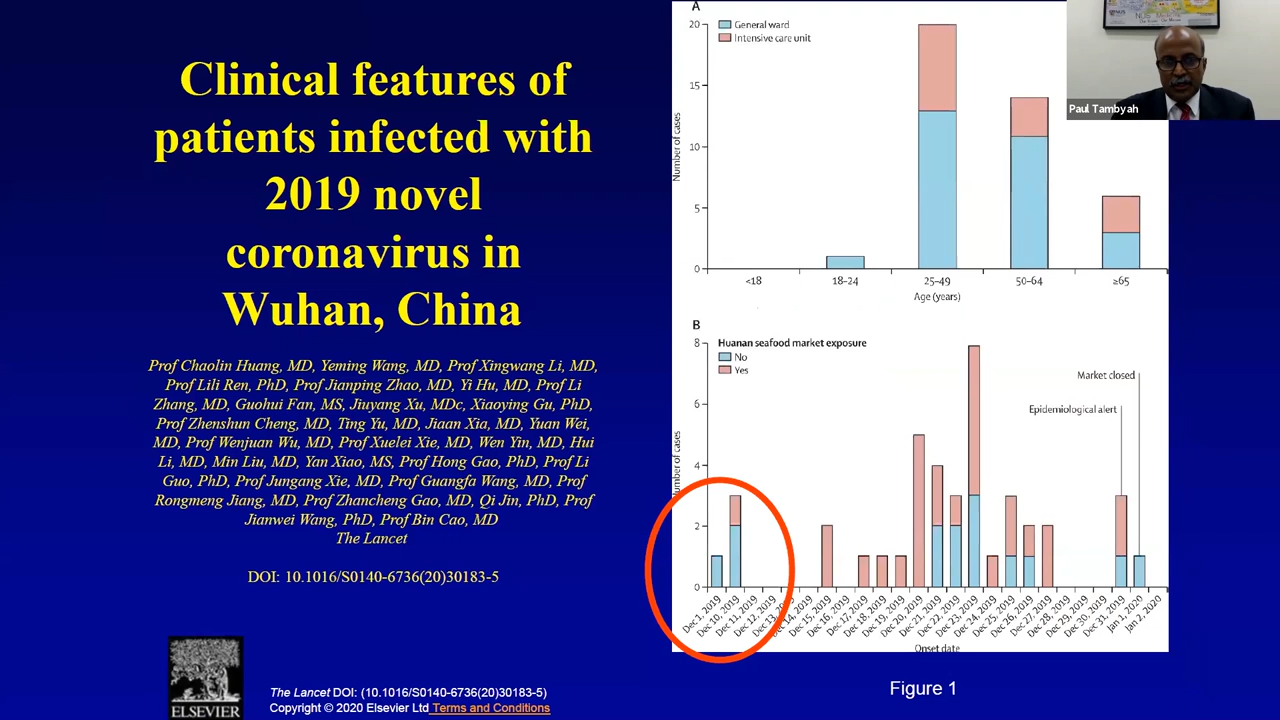 Clinical features of
patients infected with
2019 novel
coronavirus in
Wuhan, China
Prof Chaolin Huang, MD, Yeming Wang, MD, Prof Xingwang Li, MD,
Prof Lili Ren, PhD, Prof Jianping Zhao, MD, Yi Hu, MD, Prof Li
Zhang, MD, Guohui Fan, MS, Jiuyang Xu, MDc, Xiaoying Gu, PhD,
Prof Zhenshun Cheng, MD, Ting Yu, MD, Jiaan Xia, MD, Yuan Wei,
MD, Prof Wenjuan Wu, MD, Prof Xuelei Xie, MD, Wen Yin, MD, Hui
Li, MD, Min Liu, MD, Yan Xiao, MS, Prof Hong Gao, PhD, Prof Li
Guo, PhD, Prof Jungang Xie, MD, Prof Guangfa Wang, MD, Prof
Rongmeng Jiang, MD, Prof Zhancheng Gao, MD, Qi Jin, PhD, Prof
Jianwei Wang, PhD, Prof Bin Cao, MD
The Lancet
DOI: 10.1016/S0140-6736(20)30183-5
ELSEVIER
The Lancet DOI: (10.1016/S0140-6736(20)30183-5)
Copyright © 2020 Elsevier Ltd Terms and Conditions
A
General ward
Intensive care unit
Number of cases
20
15
10
5
0
<18
18–24
25–49
50–64
≥65
Age (years)
B
Huanan seafood market exposure
No
Yes
Market closed
Epidemiological alert
Number of cases
8
6
4
2
0
Dec 1, 2019
Dec 10, 2019
Dec 11, 2019
Dec 12, 2019
Dec 13, 2019
Dec 14, 2019
Dec 15, 2019
Dec 16, 2019
Dec 17, 2019
Dec 18, 2019
Dec 19, 2019
Dec 20, 2019
Dec 21, 2019
Dec 22, 2019
Dec 23, 2019
Dec 24, 2019
Dec 25, 2019
Dec 26, 2019
Dec 27, 2019
Dec 28, 2019
Dec 29, 2019
Dec 30, 2019
Dec 31, 2019
Jan 1, 2020
Jan 2, 2020
Onset date
Figure 1
Paul Tambyah